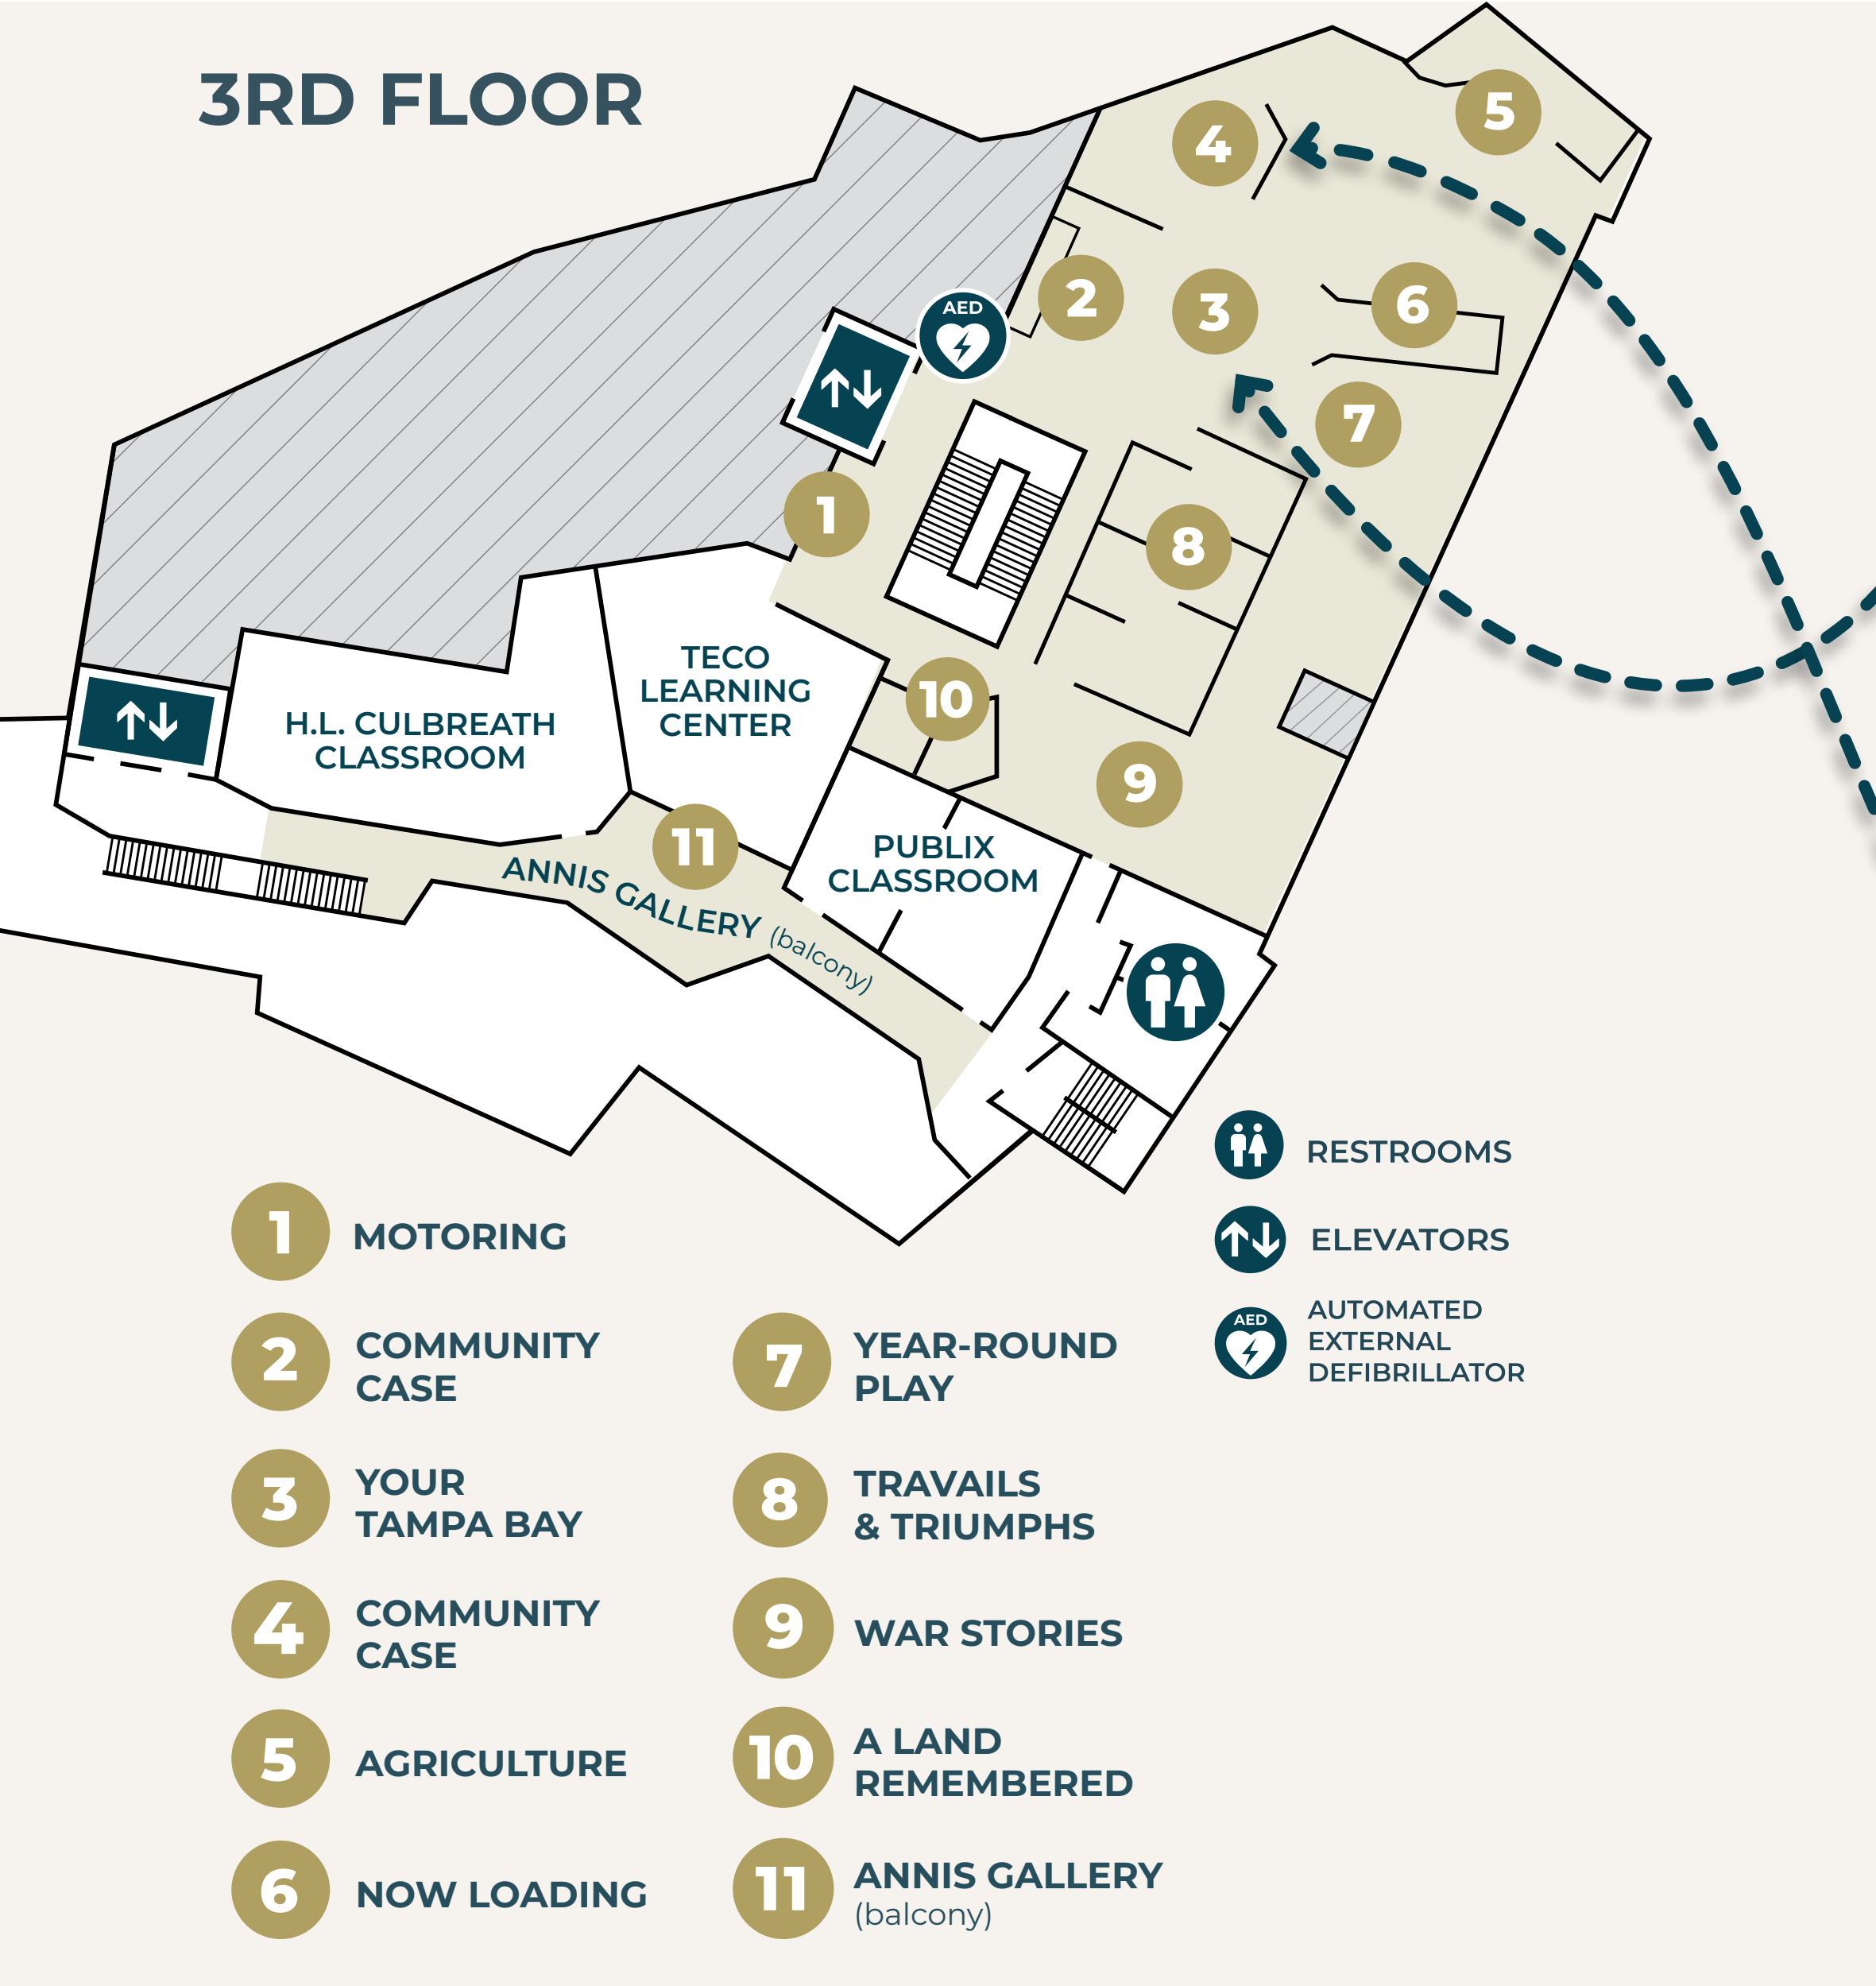 3RD FLOOR
5
4
2
3
6
AED
7
1
8
TECO
LEARNING
CENTER
10
H.L. CULBREATH
CLASSROOM
9
11
PUBLIX
CLASSROOM
ANNIS GALLERY (balcony)
RESTROOMS
ELEVATORS
AED
AUTOMATED
EXTERNAL
DEFIBRILLATOR
1 MOTORING
2 COMMUNITY
CASE
3 YOUR
TAMPA BAY
4 COMMUNITY
CASE
5 AGRICULTURE
6 NOW LOADING
7 YEAR-ROUND
PLAY
8 TRAVAILS
& TRIUMPHS
9 WAR STORIES
10 A LAND
REMEMBERED
11 ANNIS GALLERY
(balcony)